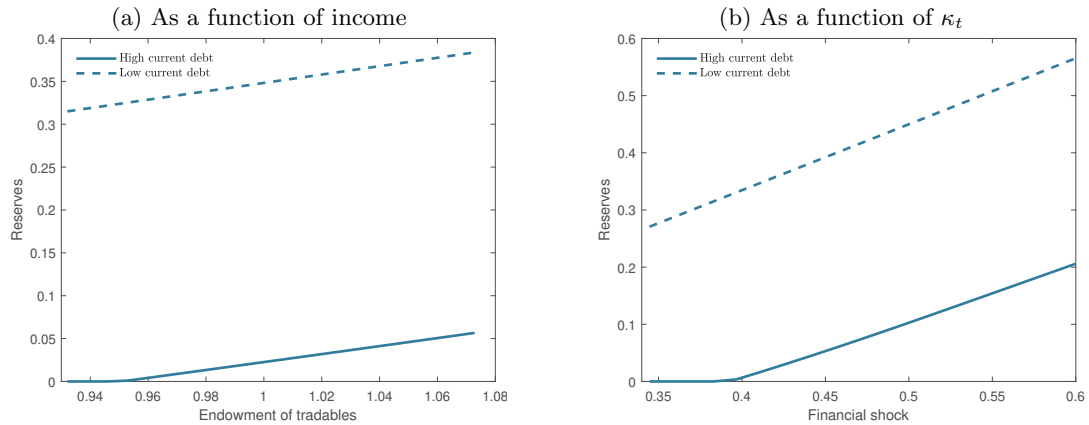 (a) As a function of income
0.4
0.35
0.3
0.25
0.2
0.15
0.1
0.05
0
Reserves
High current debt
Low current debt
0.94 0.96 0.98 1 1.02 1.04 1.06 1.08
Endowment of tradables
(b) As a function of κt
0.6
0.5
0.4
0.3
0.2
0.1
0
Reserves
High current debt
Low current debt
0.35 0.4 0.45 0.5 0.55 0.6
Financial shock